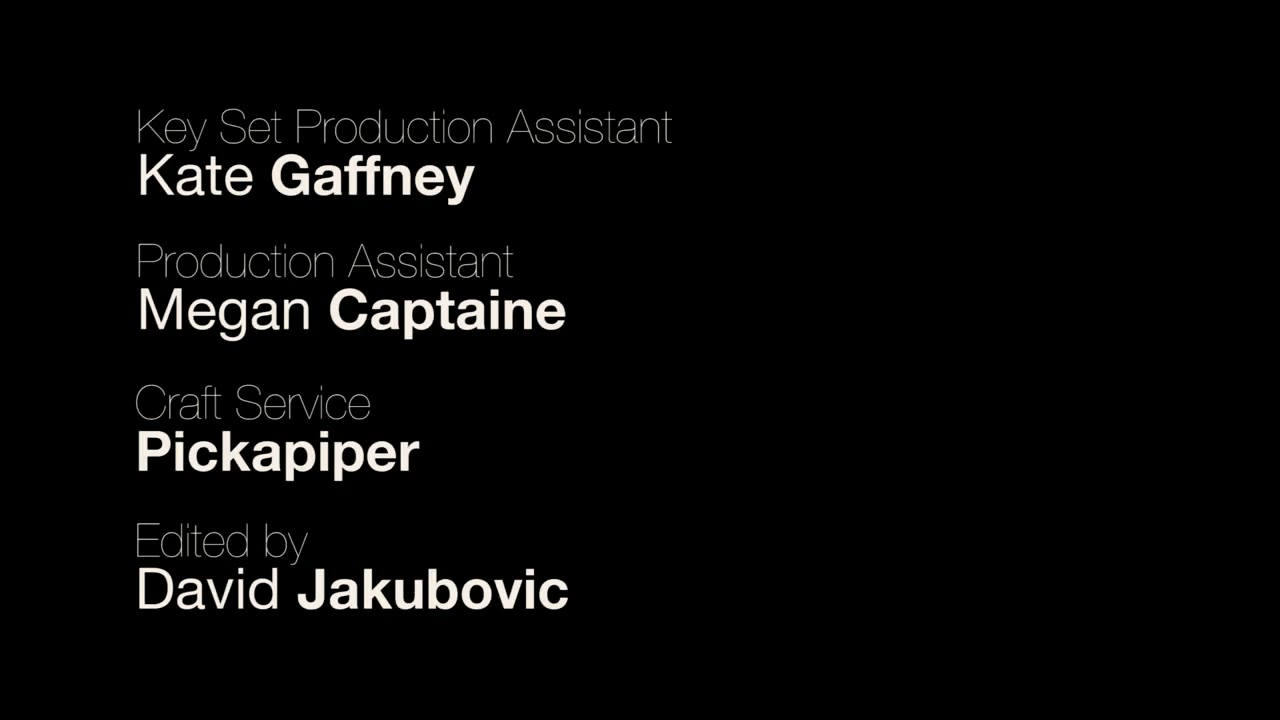 Key Set Production Assistant
Kate Gaffney
Production Assistant
Megan Captaine
Craft Service
Pickapiper
Edited by
David Jakubovic